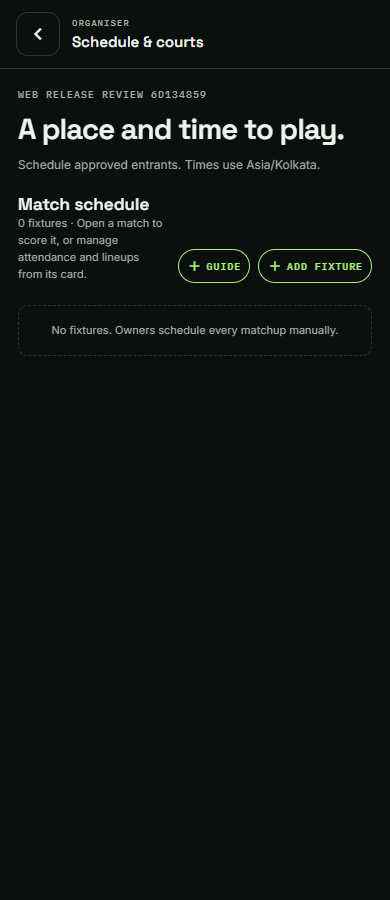 ORGANISER
Schedule & courts
WEB RELEASE REVIEW 6D134859
A place and time to play.
Schedule approved entrants. Times use Asia/Kolkata.
Match schedule
0 fixtures · Open a match to
score it, or manage
attendance and lineups
from its card.
+ GUIDE
+ ADD FIXTURE
No fixtures. Owners schedule every matchup manually.